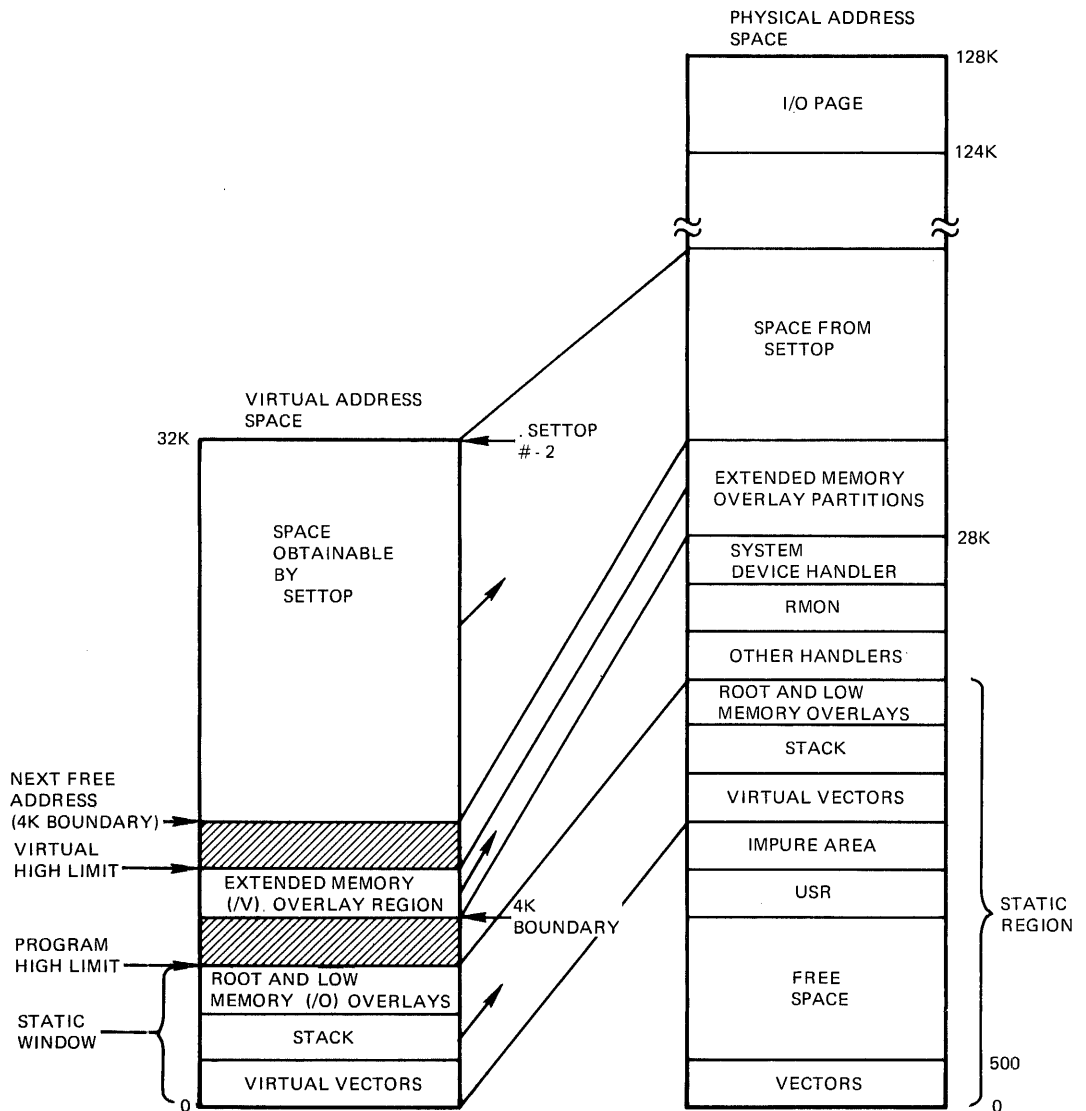 PHYSICAL ADDRESS
SPACE
128K
I/O PAGE
124K
SPACE FROM
SETTOP
EXTENDED MEMORY
OVERLAY PARTITIONS
28K
SYSTEM
DEVICE HANDLER
RMON
OTHER HANDLERS
ROOT AND LOW
MEMORY OVERLAYS
STACK
VIRTUAL VECTORS
IMPURE AREA
USR
STATIC
REGION
FREE
SPACE
500
VECTORS
0
VIRTUAL ADDRESS
SPACE
32K
. SETTOP
# - 2
SPACE
OBTAINABLE
BY
SETTOP
NEXT FREE
ADDRESS
(4K BOUNDARY)
VIRTUAL
HIGH LIMIT
EXTENDED MEMORY
(/V). OVERLAY REGION
4K
BOUNDARY
PROGRAM
HIGH LIMIT
ROOT AND LOW
MEMORY (/O) OVERLAYS
STATIC
WINDOW
STACK
VIRTUAL VECTORS
0